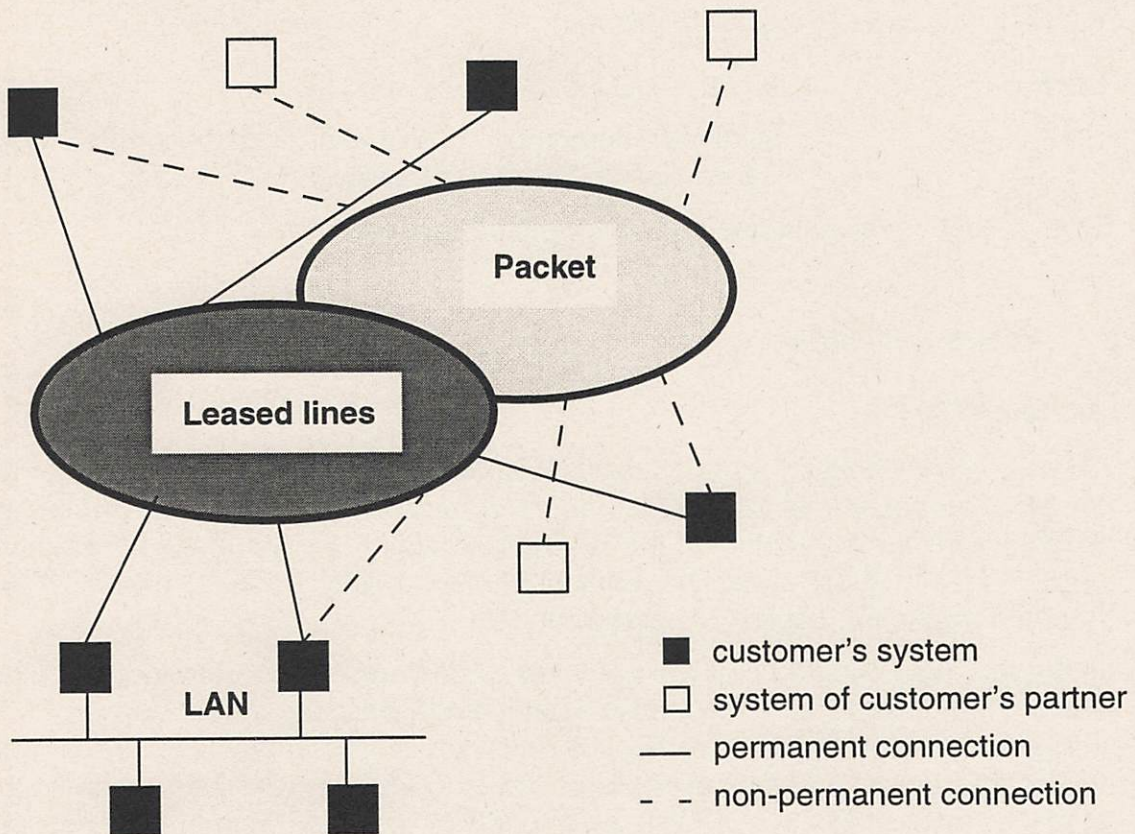 Packet
Leased lines
LAN
customer's system
system of customer's partner
permanent connection
non-permanent connection